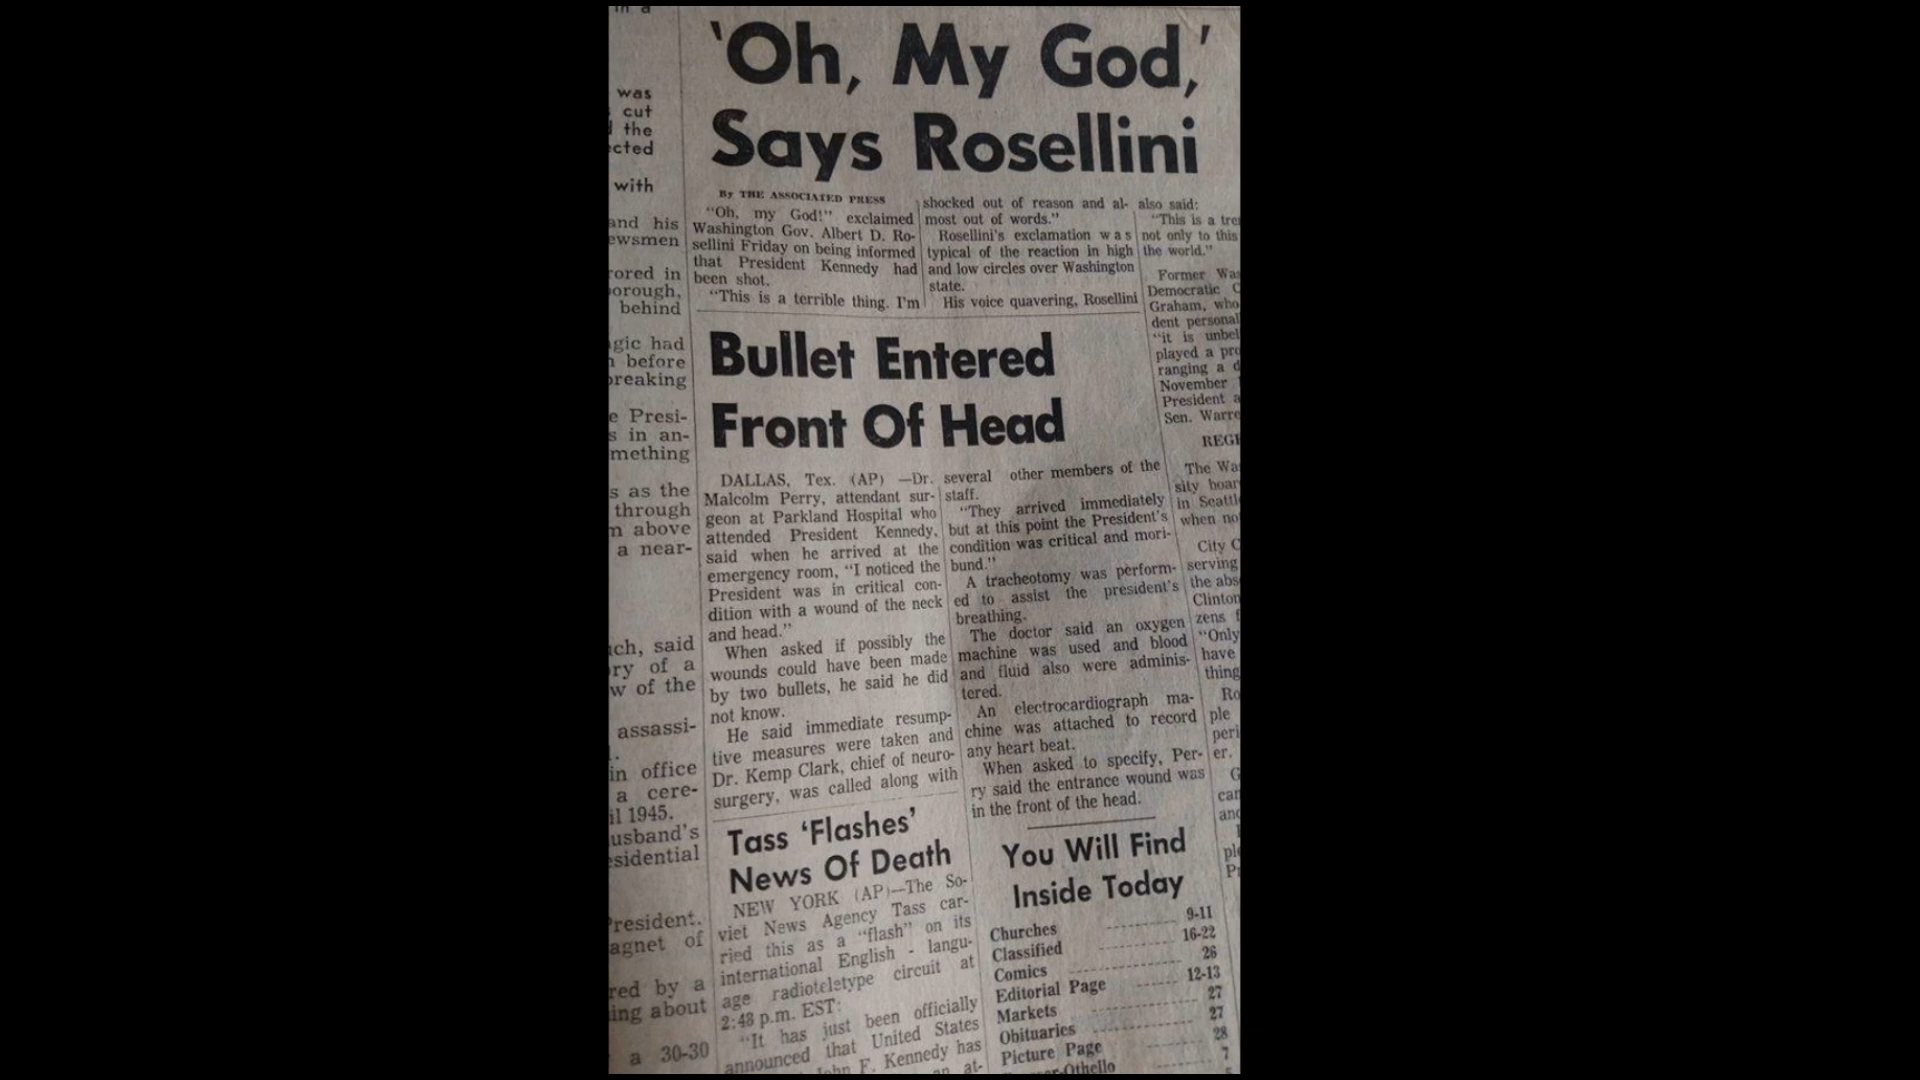 in a
was
cut
the
cted
with
and his
ewsmen
rored in
orough,
behind
gic had
before
breaking
e Presi-
s in an-
mething
s as the
through
m above
a near-
ch, said
ry of a
w of the
assassi-
in office
a cere-
il 1945.
usband's
sidential
President.
agnet of
red by a
ing about
a 30-30
'Oh, My God,'
Says Rosellini
By THE ASSOCIATED PRESS
"Oh, my God!" exclaimed
Washington Gov. Albert D. Ro-
sellini Friday on being informed
that President Kennedy had
been shot.
"This is a terrible thing. I'm
shocked out of reason and al-
most out of words."
Rosellini's exclamation was
typical of the reaction in high
and low circles over Washington
state.
His voice quavering, Rosellini
also said:
"This is a tre
not only to this
the world."
Former Was
Democratic C
Graham, who
dent personal
"it is unbel
played a pro
ranging a d
November
President a
Sen. Warre
REGE
The Was
sity boar
in Seattl
when no
City C
serving
the abs
Clinton
zens f
"Only
have
thing
Ro
ple
peri
er.
G
can
and
ple
Pr
Bullet Entered
Front Of Head
DALLAS, Tex. (AP) —Dr.
Malcolm Perry, attendant sur-
geon at Parkland Hospital who
attended President Kennedy,
said when he arrived at the
emergency room, "I noticed the
President was in critical con-
dition with a wound of the neck
and head."
When asked if possibly the
wounds could have been made
by two bullets, he said he did
not know.
He said immediate resump-
tive measures were taken and
Dr. Kemp Clark, chief of neuro-
surgery, was called along with
several other members of the
staff.
"They arrived immediately
but at this point the President's
condition was critical and mori-
bund."
A tracheotomy was perform-
ed to assist the president's
breathing.
The doctor said an oxygen
machine was used and blood
and fluid also were adminis-
tered.
An electrocardiograph ma-
chine was attached to record
any heart beat.
When asked to specify, Per-
ry said the entrance wound was
in the front of the head.
Tass 'Flashes'
News Of Death
NEW YORK (AP)—The So-
viet News Agency Tass car-
ried this as a "flash" on its
international English - langu-
age radioteletype circuit at
2:48 p.m. EST:
"It has just been officially
announced that United States
John F. Kennedy has
an at-
You Will Find
Inside Today
Churches 9-11
Classified 16-22
Comics 26
Editorial Page 12-13
Markets 27
Obituaries 27
Picture Page 28
-Othello 7